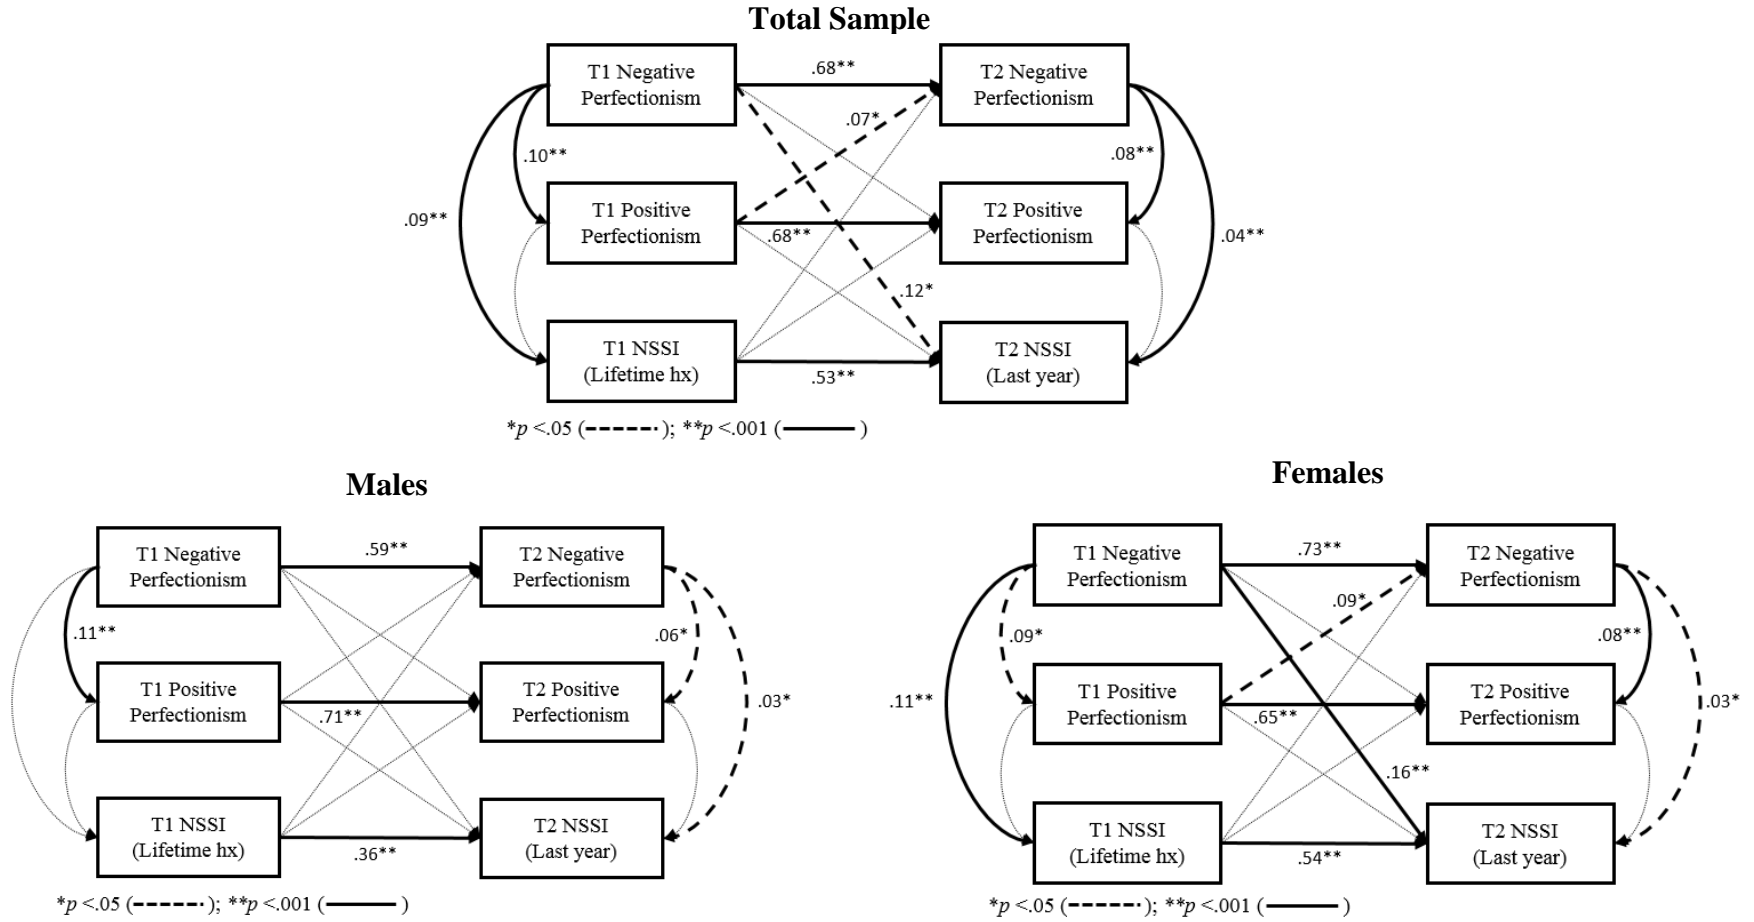 Total Sample
T1 Negative
Perfectionism
.68**
T2 Negative
Perfectionism
.07*
.10**
.08**
.09**
T1 Positive
Perfectionism
.68**
T2 Positive
Perfectionism
.04**
.12*
T1 NSSI
(Lifetime hx)
.53**
T2 NSSI
(Last year)
*p <.05 ( ); **p <.001 ( )
Males
T1 Negative
Perfectionism
.59**
T2 Negative
Perfectionism
.11**
.06*
T1 Positive
Perfectionism
.71**
T2 Positive
Perfectionism
.03*
T1 NSSI
(Lifetime hx)
.36**
T2 NSSI
(Last year)
*p <.05 ( ); **p <.001 ( )
Females
T1 Negative
Perfectionism
.73**
T2 Negative
Perfectionism
.09*
.09*
.08**
.11**
T1 Positive
Perfectionism
.65**
T2 Positive
Perfectionism
.03*
.16**
T1 NSSI
(Lifetime hx)
.54**
T2 NSSI
(Last year)
*p <.05 ( ); **p <.001 ( )